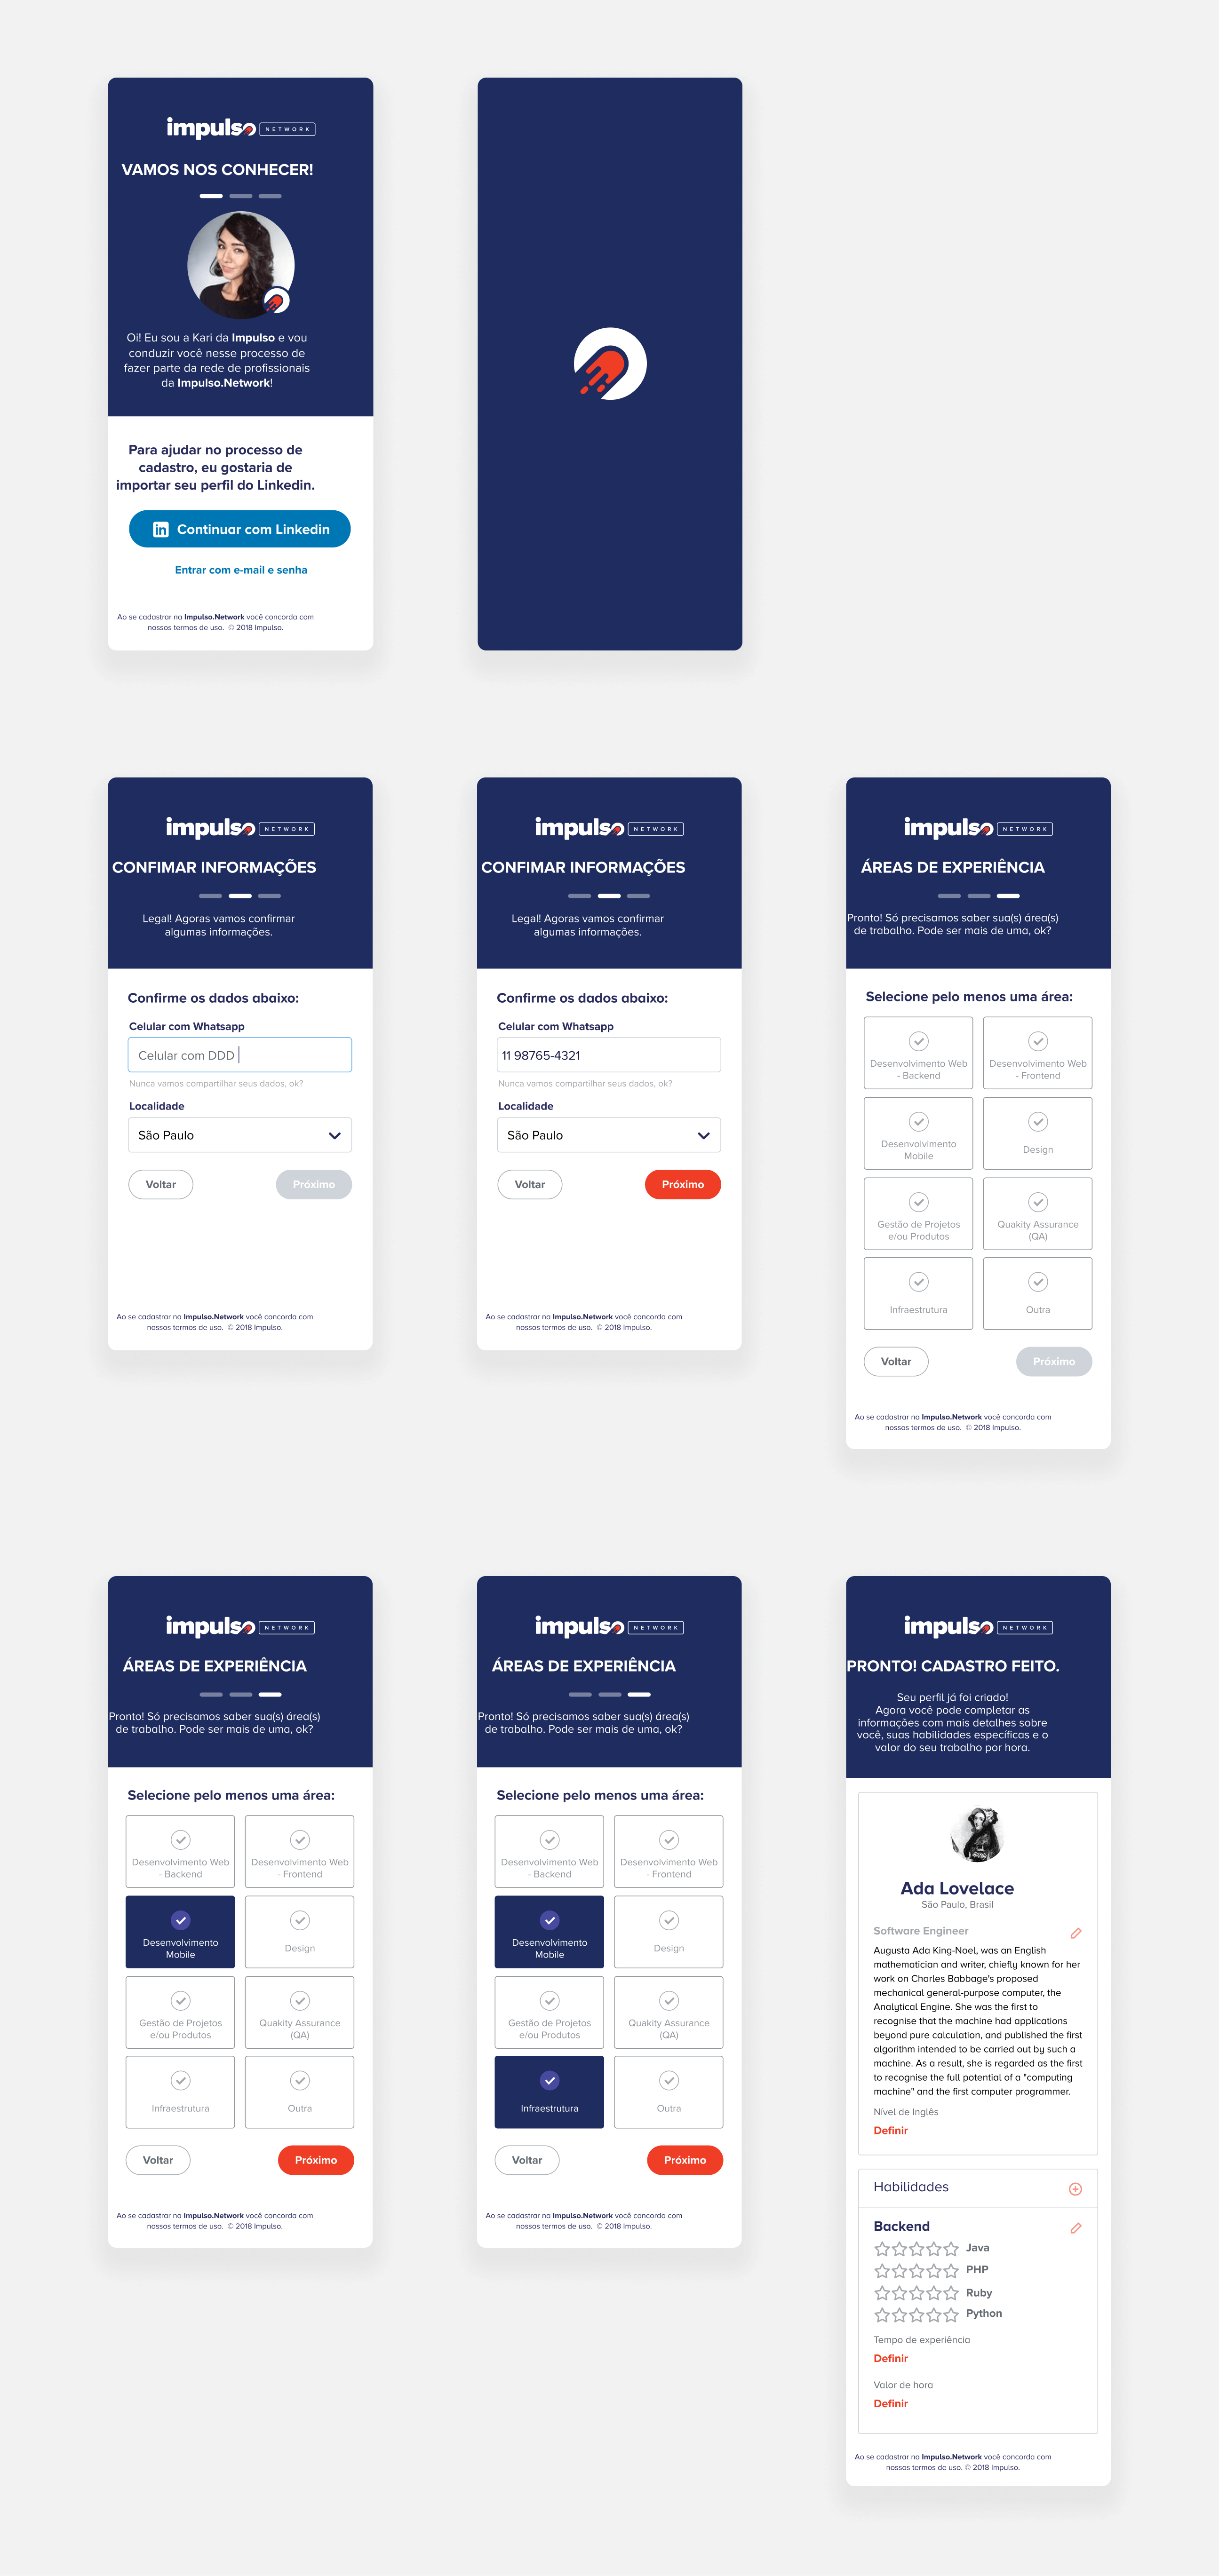 impulso NETWORK
VAMOS NOS CONHECER!
Oi! Eu sou a Kari da Impulso e vou
conduzir você nesse processo de
fazer parte da rede de profissionais
da Impulso.Network!
Para ajudar no processo de
cadastro, eu gostaria de
importar seu perfil do Linkedin.
in Continuar com Linkedin
Entrar com e-mail e senha
Ao se cadastrar na Impulso.Network você concorda com
nossos termos de uso. © 2018 Impulso.
impulso NETWORK
CONFIMAR INFORMAÇÕES
Legal! Agoras vamos confirmar
algumas informações.
Confirme os dados abaixo:
Celular com Whatsapp
Celular com DDD
Nunca vamos compartilhar seus dados, ok?
Localidade
São Paulo
Voltar
Próximo
Ao se cadastrar na Impulso.Network você concorda com
nossos termos de uso. © 2018 Impulso.
impulso NETWORK
CONFIMAR INFORMAÇÕES
Legal! Agoras vamos confirmar
algumas informações.
Confirme os dados abaixo:
Celular com Whatsapp
11 98765-4321
Nunca vamos compartilhar seus dados, ok?
Localidade
São Paulo
Voltar
Próximo
Ao se cadastrar na Impulso.Network você concorda com
nossos termos de uso. © 2018 Impulso.
impulso NETWORK
ÁREAS DE EXPERIÊNCIA
Pronto! Só precisamos saber sua(s) área(s)
de trabalho. Pode ser mais de uma, ok?
Selecione pelo menos uma área:
Desenvolvimento Web
- Backend
Desenvolvimento Web
- Frontend
Desenvolvimento
Mobile
Design
Gestão de Projetos
e/ou Produtos
Quakity Assurance
(QA)
Infraestrutura
Outra
Voltar
Próximo
Ao se cadastrar na Impulso.Network você concorda com
nossos termos de uso. © 2018 Impulso.
impulso NETWORK
ÁREAS DE EXPERIÊNCIA
Pronto! Só precisamos saber sua(s) área(s)
de trabalho. Pode ser mais de uma, ok?
Selecione pelo menos uma área:
Desenvolvimento Web
- Backend
Desenvolvimento Web
- Frontend
Desenvolvimento
Mobile
Design
Gestão de Projetos
e/ou Produtos
Quakity Assurance
(QA)
Infraestrutura
Outra
Voltar
Próximo
Ao se cadastrar na Impulso.Network você concorda com
nossos termos de uso. © 2018 Impulso.
impulso NETWORK
ÁREAS DE EXPERIÊNCIA
Pronto! Só precisamos saber sua(s) área(s)
de trabalho. Pode ser mais de uma, ok?
Selecione pelo menos uma área:
Desenvolvimento Web
- Backend
Desenvolvimento Web
- Frontend
Desenvolvimento
Mobile
Design
Gestão de Projetos
e/ou Produtos
Quakity Assurance
(QA)
Infraestrutura
Outra
Voltar
Próximo
Ao se cadastrar na Impulso.Network você concorda com
nossos termos de uso. © 2018 Impulso.
impulso NETWORK
PRONTO! CADASTRO FEITO.
Seu perfil já foi criado!
Agora você pode completar as
informações com mais detalhes sobre
você, suas habilidades específicas e o
valor do seu trabalho por hora.
Ada Lovelace
São Paulo, Brasil
Software Engineer
Augusta Ada King-Noel, was an English
mathematician and writer, chiefly known for her
work on Charles Babbage's proposed
mechanical general-purpose computer, the
Analytical Engine. She was the first to
recognise that the machine had applications
beyond pure calculation, and published the first
algorithm intended to be carried out by such a
machine. As a result, she is regarded as the first
to recognise the full potential of a "computing
machine" and the first computer programmer.
Nível de Inglês
Definir
Habilidades
Backend
Java
PHP
Ruby
Python
Tempo de experiência
Definir
Valor de hora
Definir
Ao se cadastrar na Impulso.Network você concorda com
nossos termos de uso. © 2018 Impulso.